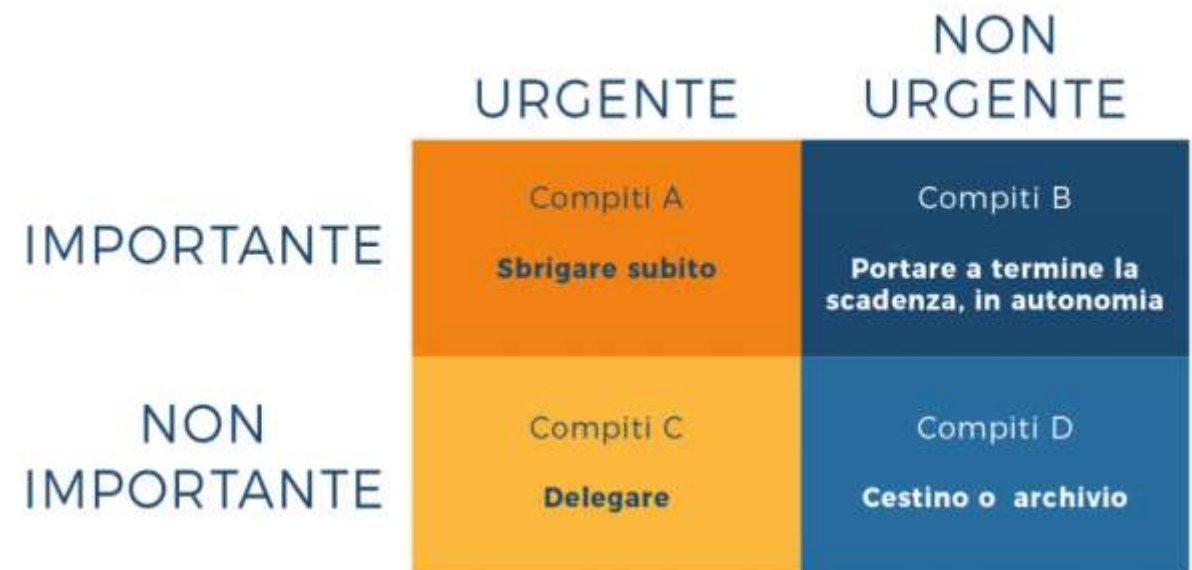 NON
URGENTE
URGENTE
IMPORTANTE
Compiti A
Sbrigare subito
Compiti B
Portare a termine la
scadenza, in autonomia
NON
IMPORTANTE
Compiti C
Delegare
Compiti D
Cestino o archivio